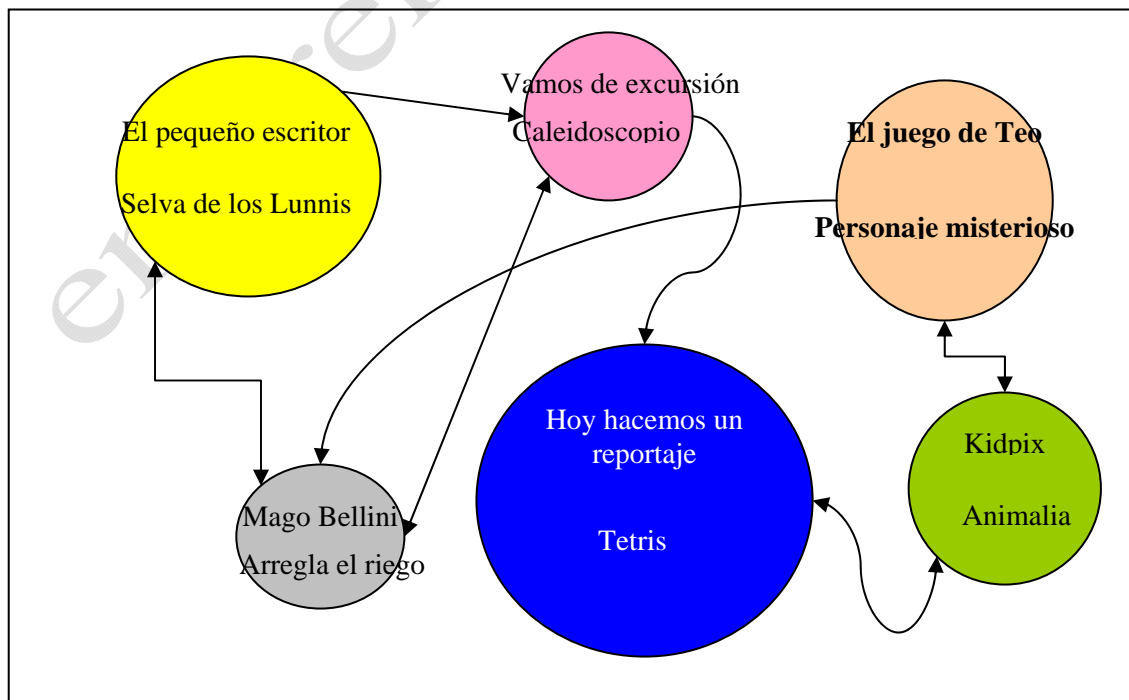 El pequeño escritor
Selva de los Lunnis
Vamos de excursión
Caleidoscopio
El juego de Teo
Personaje misterioso
Mago Bellini
Arregla el riego
Hoy hacemos un
reportaje
Tetris
Kidpix
Animalia